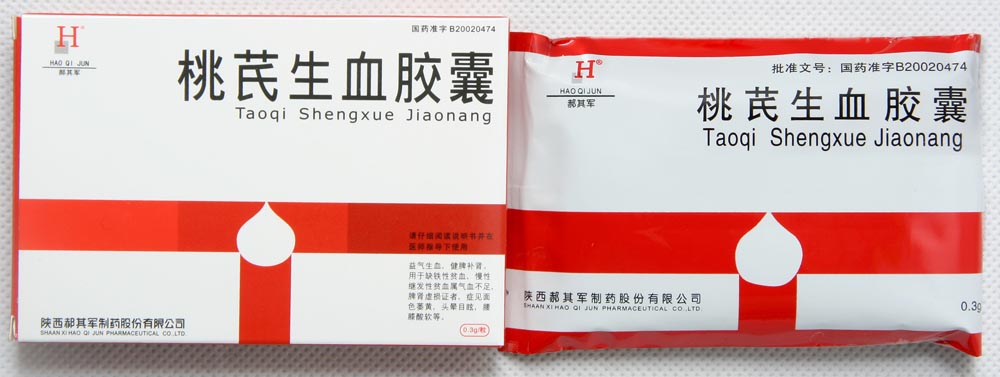 H®
HAO QI JUN
郝其军
国药准字B20020474
桃芪生血胶囊
Taoqi Shengxue Jiaonang
请仔细阅读说明书并在
医师指导下使用
益气生血、健脾补肾。
用于缺铁性贫血、慢性
继发性贫血属气血不足,
脾肾虚损证者。症见面
色萎黄、头晕目眩、腰
膝酸软等。
陕西郝其军制药股份有限公司
SHAAN XI HAO QI JUN PHARMACEUTICAL CO.,LTD.
0.3g/粒
H®
HAO QI JUN
郝其军
批准文号:国药准字B20020474
桃芪生血胶囊
Taoqi Shengxue Jiaonang
陕西郝其军制药股份有限公司
SHAAN XI HAO QI JUN PHARMACEUTICAL CO.,LTD.
0.3g